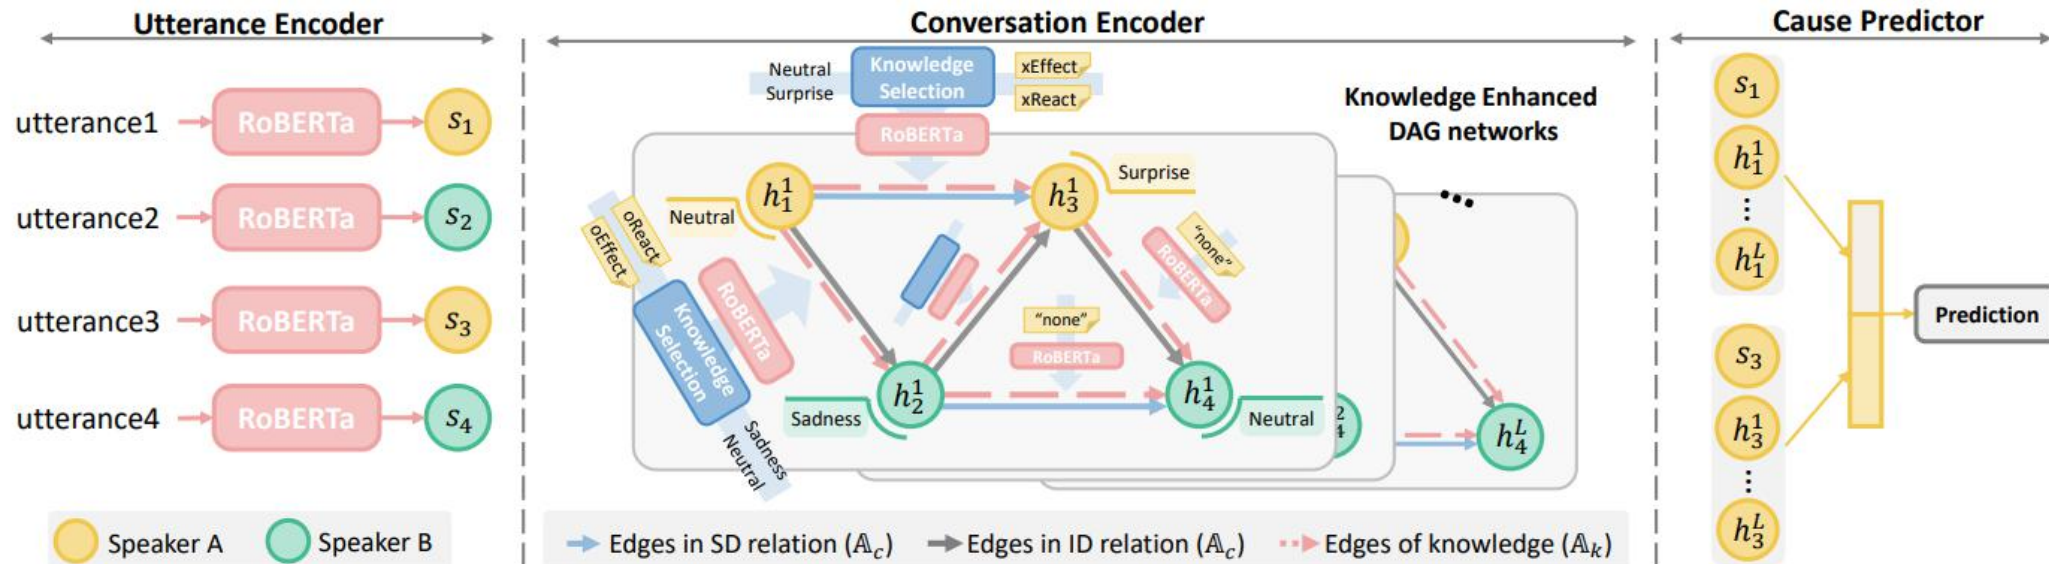 Utterance Encoder
utterance1
RoBERTa
s₁
utterance2
RoBERTa
s₂
utterance3
RoBERTa
s₃
utterance4
RoBERTa
s₄
Speaker A
Speaker B
Conversation Encoder
Neutral
Surprise
Knowledge
Selection
xEffect
xReact
RoBERTa
Knowledge Enhanced
DAG networks
Neutral
h₁¹
h₃¹
Surprise
oReact
oEffect
Knowledge
Selection
RoBERTa
Sadness
Neutral
"none"
RoBERTa
"none"
RoBERTa
Sadness
h₂¹
h₄¹
Neutral
2
4
h₄ᴸ
...
Edges in SD relation (𝔸c)
Edges in ID relation (𝔸c)
Edges of knowledge (𝔸k)
Cause Predictor
s₁
h₁¹
⋮
h₁ᴸ
s₃
h₃¹
⋮
h₃ᴸ
Prediction